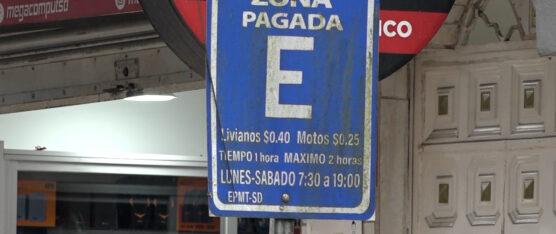 megacompulso
ZONA
PAGADA
E
ICO
Livianos $0.40 Motos $0.25
TIEMPO 1 hora MAXIMO 2 horas
LUNES-SABADO 7:30 a 19:00
EPMT-SD